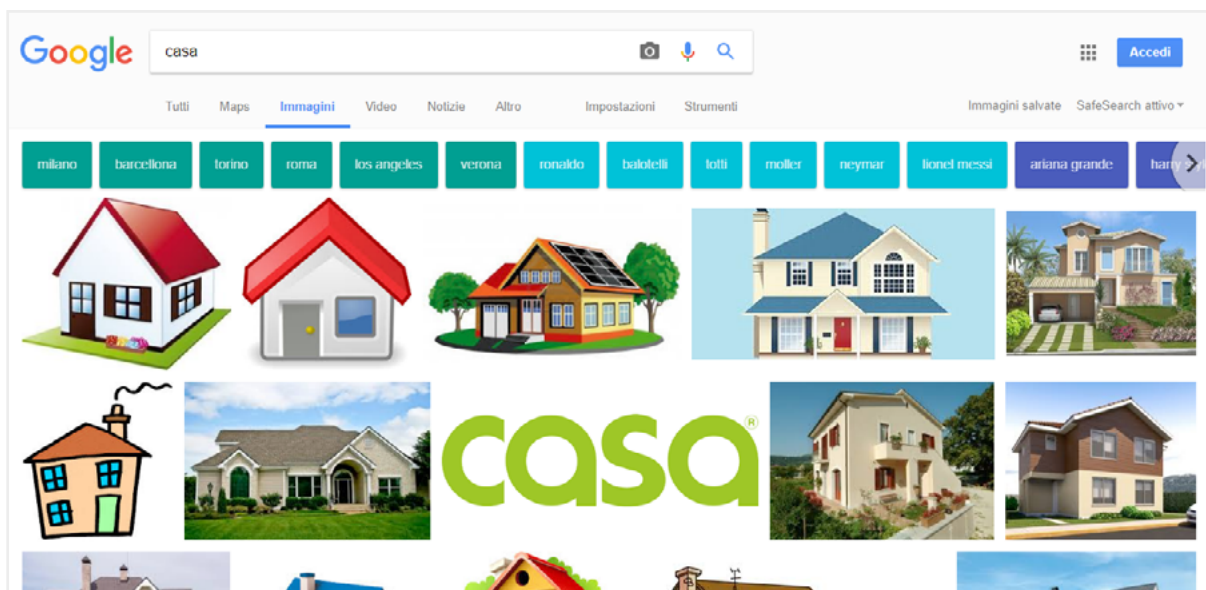 Google casa Accedi
Tutti Maps Immagini Video Notizie Altro Impostazioni Strumenti Immagini salvate SafeSearch attivo
milano barcellona torino roma los angeles verona ronaldo balotelli totti moller neymar lionel messi ariana grande harry
casa®